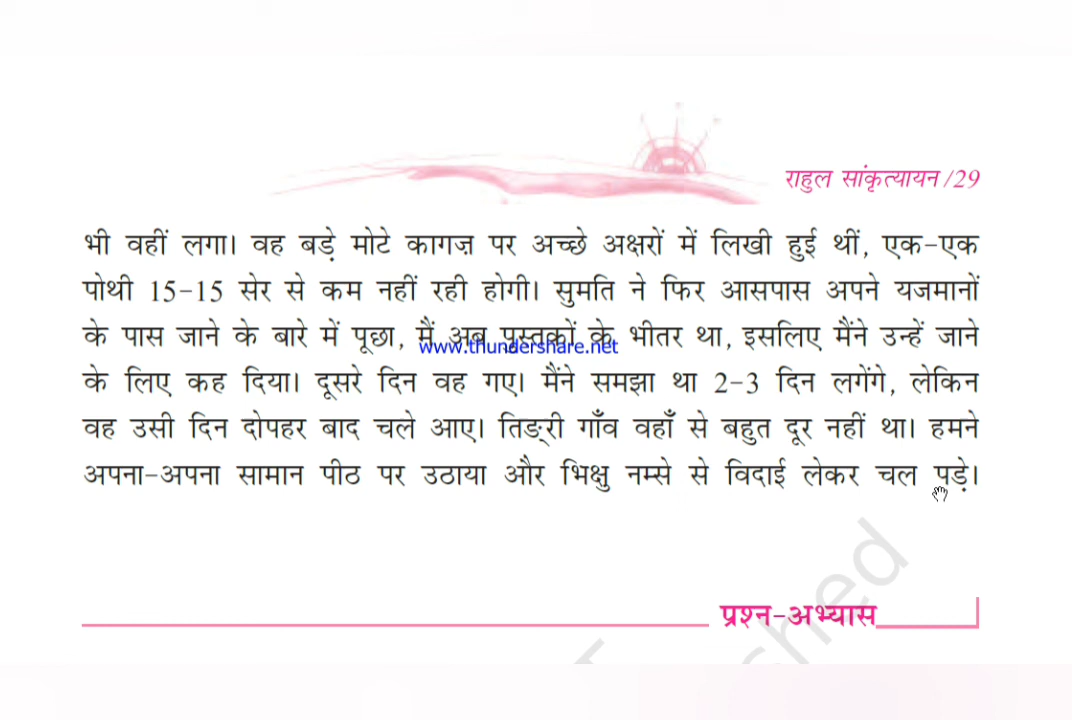 राहुल सांकृत्यायन/29
भी वहीं लगा। वह बड़े मोटे कागज़ पर अच्छे अक्षरों में लिखी हुई थीं, एक-एक
पोथी 15-15 सेर से कम नहीं रही होगी। सुमति ने फिर आसपास अपने यजमानों
के पास जाने के बारे में पूछा, मैं अब पुस्तकों के भीतर था, इसलिए मैंने उन्हें जाने
www.thundershare.net
के लिए कह दिया। दूसरे दिन वह गए। मैंने समझा था 2-3 दिन लगेंगे, लेकिन
वह उसी दिन दोपहर बाद चले आए। तिङ्री गाँव वहाँ से बहुत दूर नहीं था। हमने
अपना-अपना सामान पीठ पर उठाया और भिक्षु नम्से से विदाई लेकर चल पड़े।
प्रश्न-अभ्यास